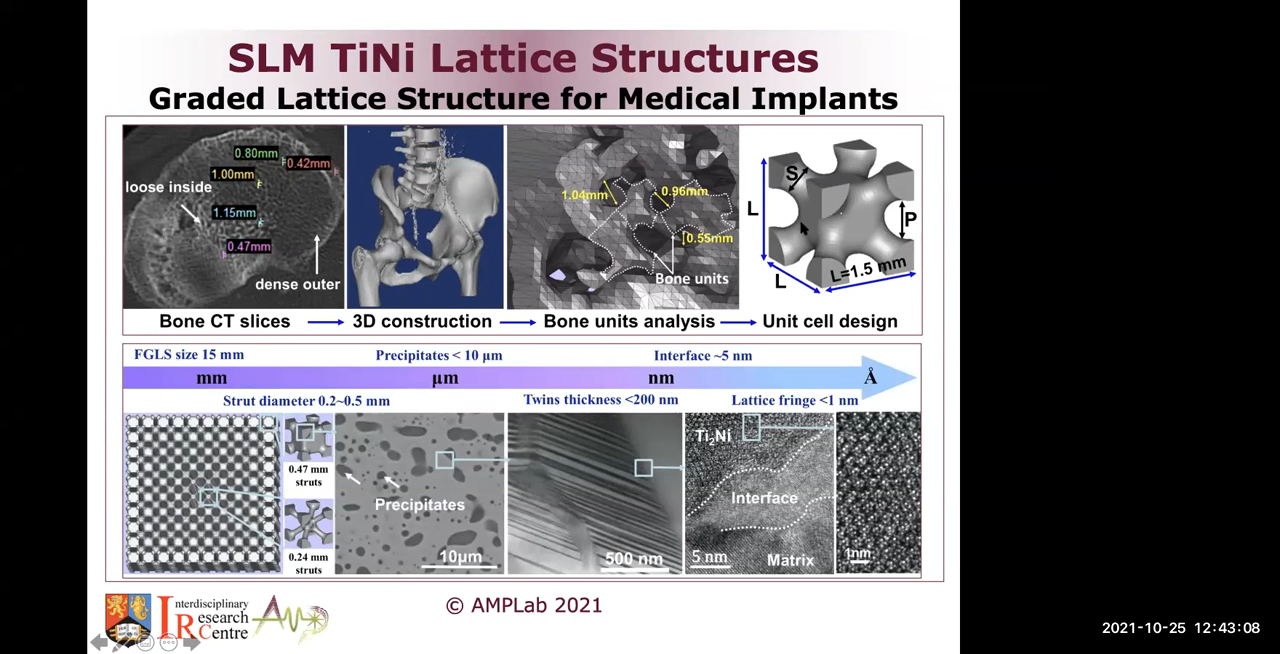 SLM TiNi Lattice Structures
Graded Lattice Structure for Medical Implants
0.80mm
0.42mm
1.00mm
loose inside
1.15mm
0.47mm
dense outer
1.04mm
0.96mm
0.55mm
Bone units
S
L
P
L
L=1.5 mm
Bone CT slices
3D construction
Bone units analysis
Unit cell design
FGLS size 15 mm
Precipitates < 10 μm
Interface ~5 nm
mm
μm
nm
Å
Strut diameter 0.2~0.5 mm
Twins thickness <200 nm
Lattice fringe <1 nm
0.47 mm
struts
0.24 mm
struts
Precipitates
10μm
500 nm
Ti₂Ni
Interface
5 nm
Matrix
1nm
Interdisciplinary
Research
Centre
© AMPLab 2021
2021-10-25 12:43:08